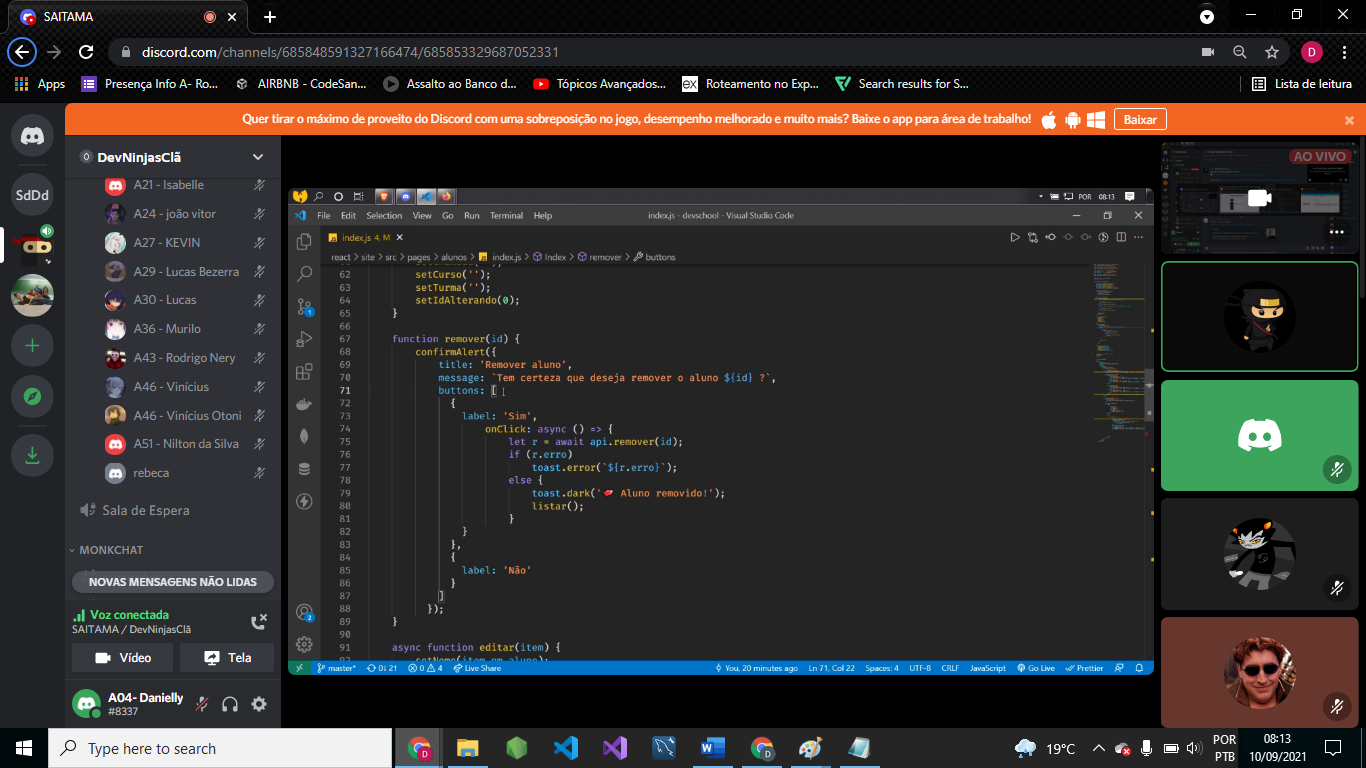 SAITAMA
discord.com/channels/685848591327166474/685853329687052331
D
Apps
Presença Info A- Ro...
AIRBNB - CodeSan...
Assalto ao Banco d...
Tópicos Avançados...
ex
Roteamento no Exp...
Search results for S...
Lista de leitura
Quer tirar o máximo de proveito do Discord com uma sobreposição no jogo, desempenho melhorado e muito mais? Baixe o app para área de trabalho!
Baixar
SdDd
DevNinjasClã
A21 - Isabelle
A24 - joão vitor
A27 - KEVIN
A29 - Lucas Bezerra
A30 - Lucas
A36 - Murilo
A43 - Rodrigo Nery
A46 - Vinícius
A46 - Vinícius Otoni
A51 - Nilton da Silva
rebeca
Sala de Espera
MONKCHAT
NOVAS MENSAGENS NÃO LIDAS
Voz conectada
SAITAMA / DevNinjasClã
Vídeo
Tela
A04- Danielly
#8337
POR 08:13
File Edit Selection View Go Run Terminal Help
index.js - devschool - Visual Studio Code
index.js 4, M
react > site > src > pages > alunos > index.js > Index > remover > buttons
62 setCurso('');
63 setTurma('');
64 setIdAlterando(0);
65 }
66
67 function remover(id) {
68 confirmAlert({
69 title: 'Remover aluno',
70 message: `Tem certeza que deseja remover o aluno ${id} ?`,
71 buttons: [
72 {
73 label: 'Sim',
74 onClick: async () => {
75 let r = await api.remover(id);
76 if (r.erro)
77 toast.error(`${r.erro}`);
78 else {
79 toast.dark('💕 Aluno removido!');
80 listar();
81 }
82 }
83 },
84 {
85 label: 'Não'
86 }
87 ]
88 });
89 }
90
91 async function editar(item) {
master* 0↓ 2↑ 0 4 Live Share
You, 20 minutes ago Ln 71, Col 22 Spaces: 4 UTF-8 CRLF JavaScript Go Live Prettier
AO VIVO
Type here to search
19°C
POR
PTB
08:13
10/09/2021